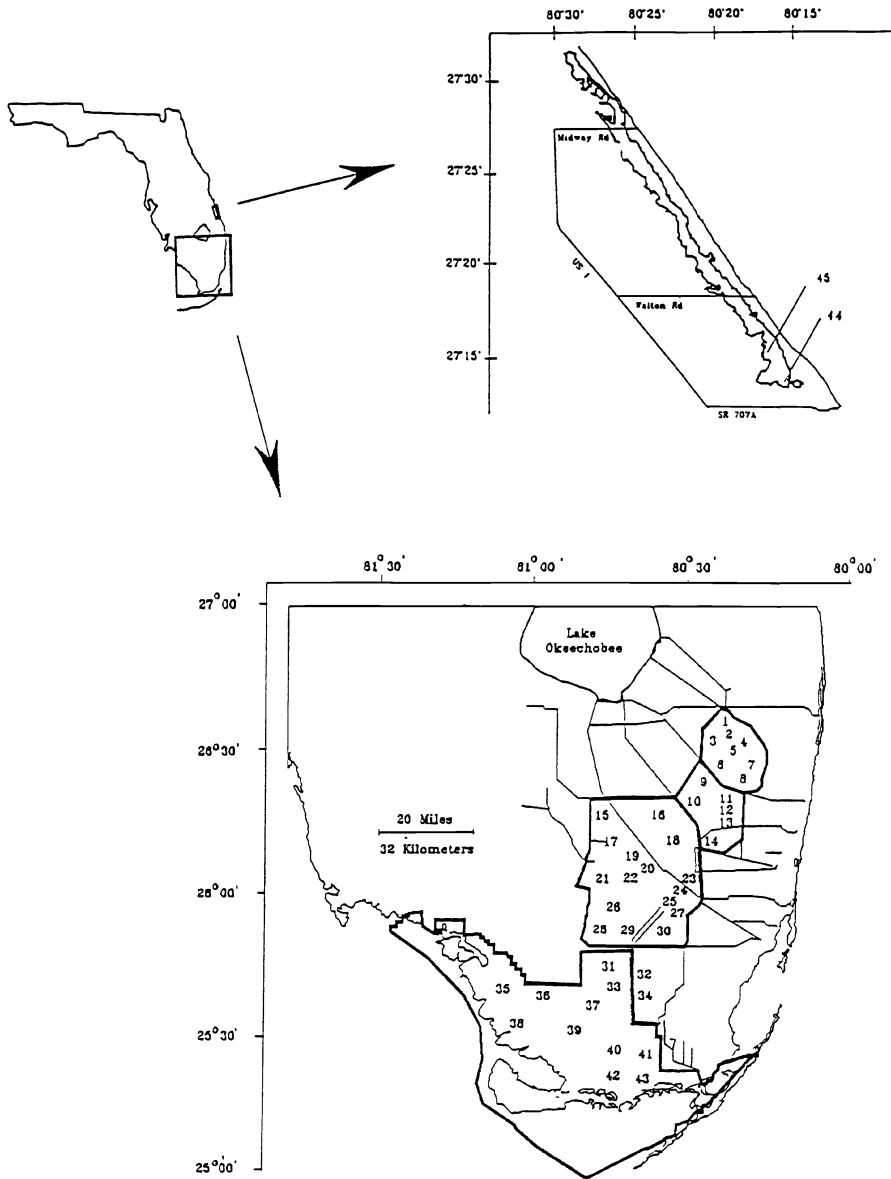 80°30' 80°25' 80°20' 80°15'
27°30'
Midway Rd
27°25'
27°20'
US 1
Walton Rd
45
44
27°15'
SR 707A
81°30' 81°00' 80°30' 80°00'
27°00'
Lake
Okeechobee
1
2
3 4
5
26°30'
6 7
8
9
10 11
12
13
15 16
20 Miles
32 Kilometers
17 18 14
19
20
21 22 23
24
26°00'
25
26 27
28 29 30
31 32
33
35 36 34
37
38 39
25°30'
40 41
42 43
25°00'